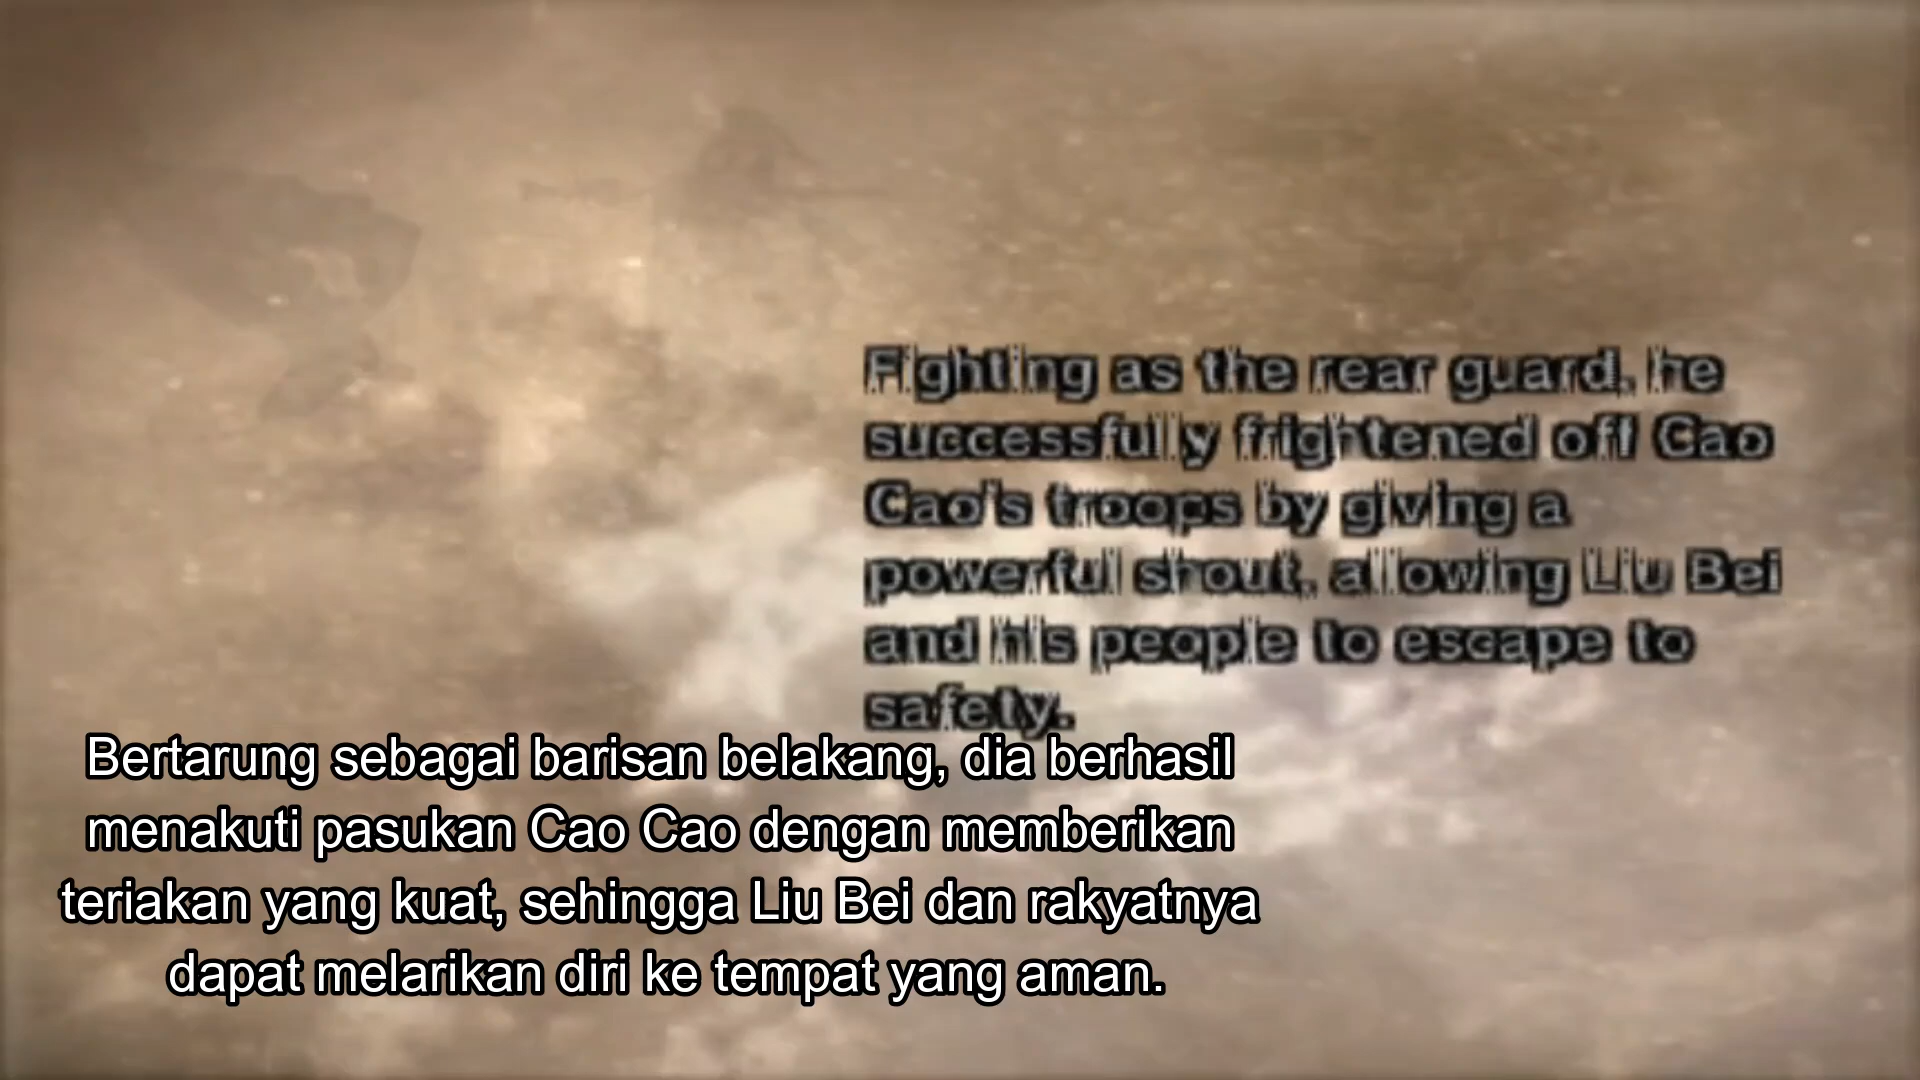 Fighting as the rear guard, he
successfully frightened off Cao
Cao's troops by giving a
powerful shout, allowing Liu Bei
and his people to escape to
safety.
Bertarung sebagai barisan belakang, dia berhasil
menakuti pasukan Cao Cao dengan memberikan
teriakan yang kuat, sehingga Liu Bei dan rakyatnya
dapat melarikan diri ke tempat yang aman.